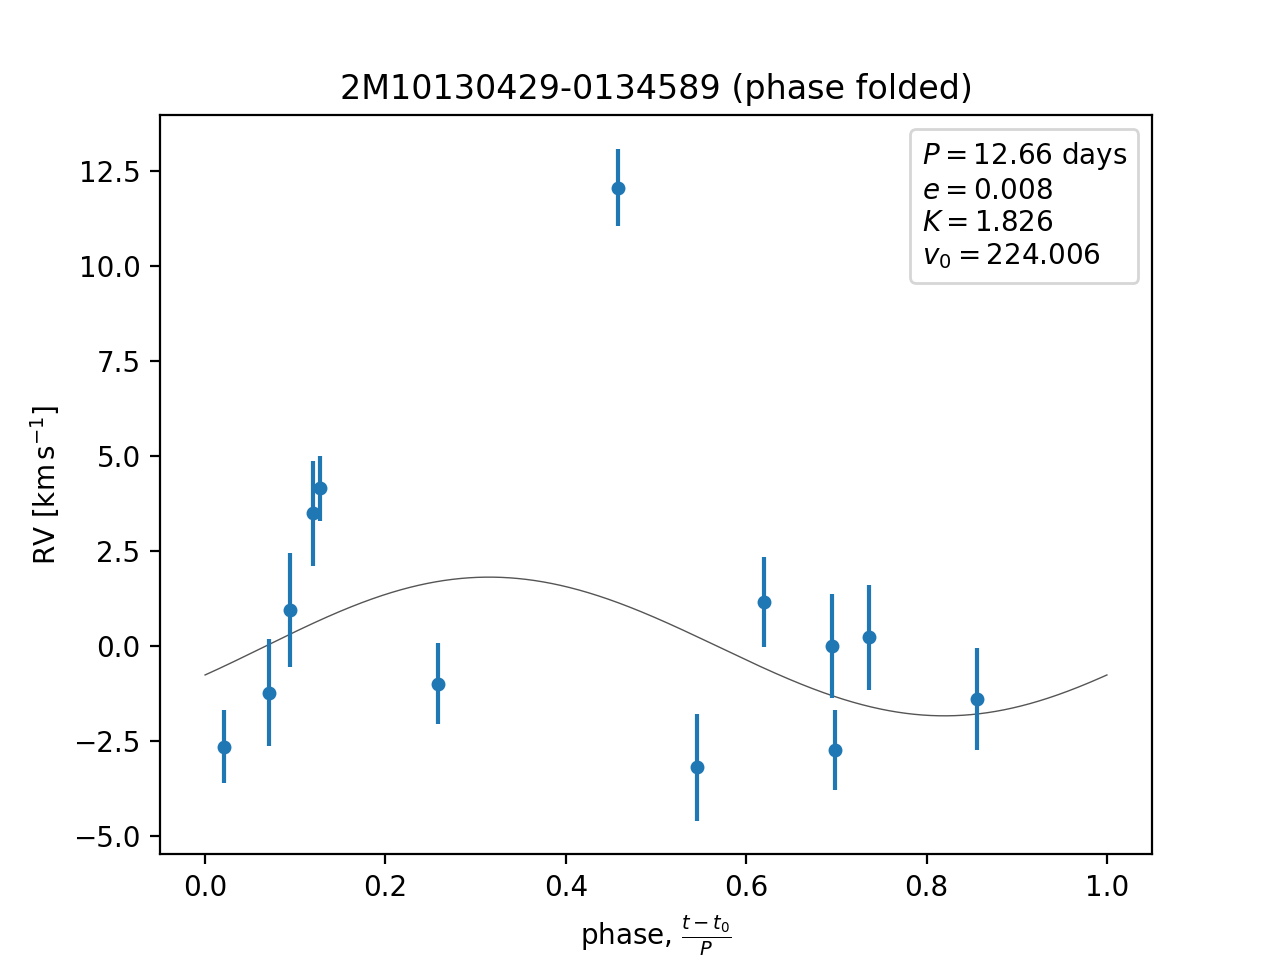 2M10130429-0134589 (phase folded)
P = 12.66 days
e = 0.008
K = 1.826
v₀ = 224.006
12.5
10.0
7.5
5.0
2.5
0.0
−2.5
−5.0
RV [km s⁻¹]
0.0 0.2 0.4 0.6 0.8 1.0
phase, (t − t₀)/P